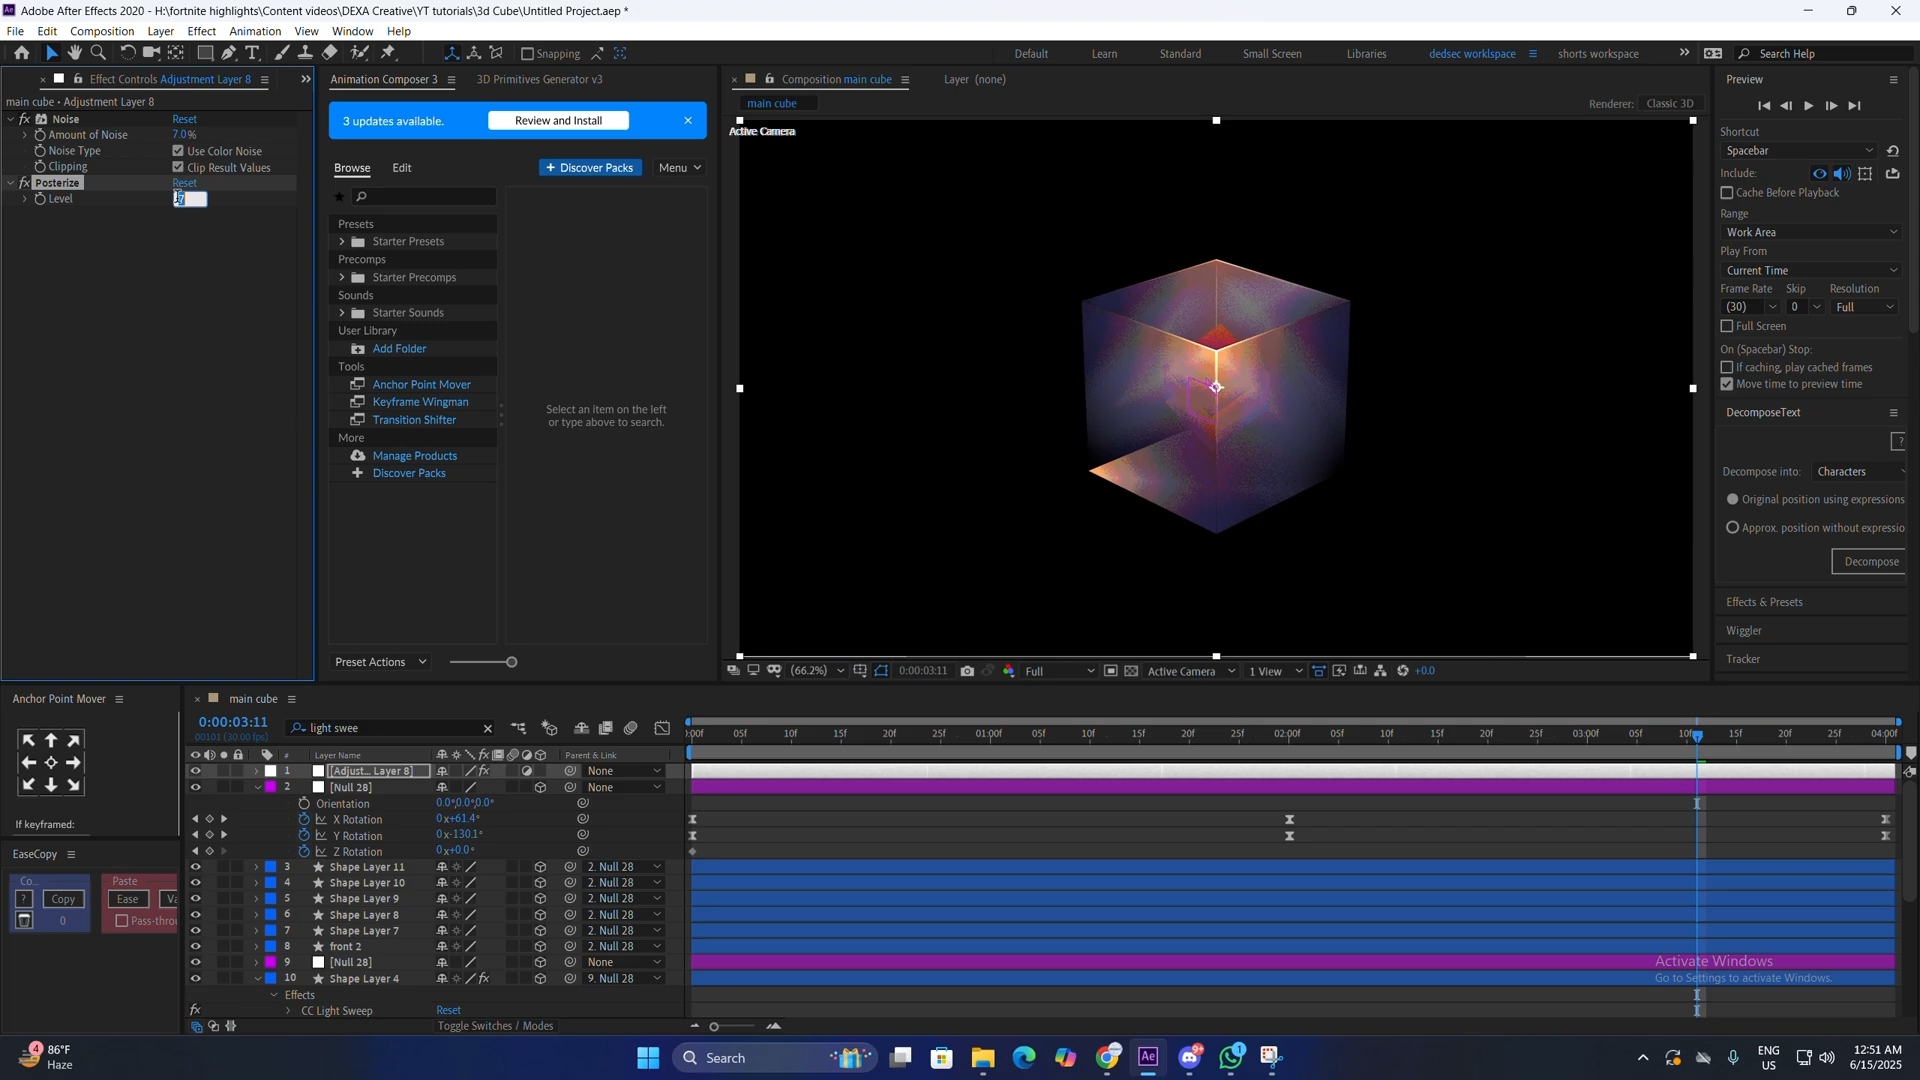 Adobe After Effects 2020 - H:\fortnite highlights\Content videos\DEXA Creative\YT tutorials\3d Cube\Untitled Project.aep *
File Edit Composition Layer Effect Animation View Window Help
Snapping
Default Learn Standard Small Screen Libraries dedsec worklspace shorts workspace Search Help
Effect Controls Adjustment Layer 8
main cube • Adjustment Layer 8
fx Noise Reset
Amount of Noise 7.0%
Noise Type Use Color Noise
Clipping Clip Result Values
fx Posterize Reset
Level
Animation Composer 3 3D Primitives Generator v3
3 updates available. Review and Install
Browse Edit + Discover Packs Menu
Presets
Starter Presets
Precomps
Starter Precomps
Sounds
Starter Sounds
User Library
Add Folder
Tools
Anchor Point Mover
Keyframe Wingman
Transition Shifter
More
Manage Products
Discover Packs
Select an item on the left
or type above to search.
Preset Actions
Composition main cube Layer (none)
main cube
Renderer: Classic 3D
Active Camera
(66.2%) 0:00:03:11 Full Active Camera 1 View +0.0
Preview
Shortcut
Spacebar
Include:
Cache Before Playback
Range
Work Area
Play From
Current Time
Frame Rate Skip Resolution
(30) 0 Full
Full Screen
On (Spacebar) Stop:
If caching, play cached frames
Move time to preview time
DecomposeText
?
Decompose into: Characters
Original position using expressions
Approx. position without expressio
Decompose
Effects & Presets
Wiggler
Tracker
Anchor Point Mover
If keyframed:
EaseCopy
Co... Paste
? Copy Ease Va
0 Pass-throu
main cube
0:00:03:11
00101 (30.00 fps)
light swee
# Layer Name fx Parent & Link
:00f 05f 10f 15f 20f 25f 01:00f 05f 10f 15f 20f 25f 02:00f 05f 10f 15f 20f 25f 03:00f 05f 10f 15f 20f 25f 04:00f
1 [Adjust... Layer 8] fx None
2 [Null 28] None
Orientation 0.0°,0.0°,0.0°
X Rotation 0x+61.4°
Y Rotation 0x-130.1°
Z Rotation 0x+0.0°
3 Shape Layer 11 2. Null 28
4 Shape Layer 10 2. Null 28
5 Shape Layer 9 2. Null 28
6 Shape Layer 8 2. Null 28
7 Shape Layer 7 2. Null 28
8 front 2 2. Null 28
9 [Null 28] None
10 Shape Layer 4 fx 9. Null 28
Effects
fx CC Light Sweep Reset
Toggle Switches / Modes
Activate Windows
Go to Settings to activate Windows.
4 86°F
Haze
Search
Ae
9+
1
ENG
US
12:51 AM
6/15/2025